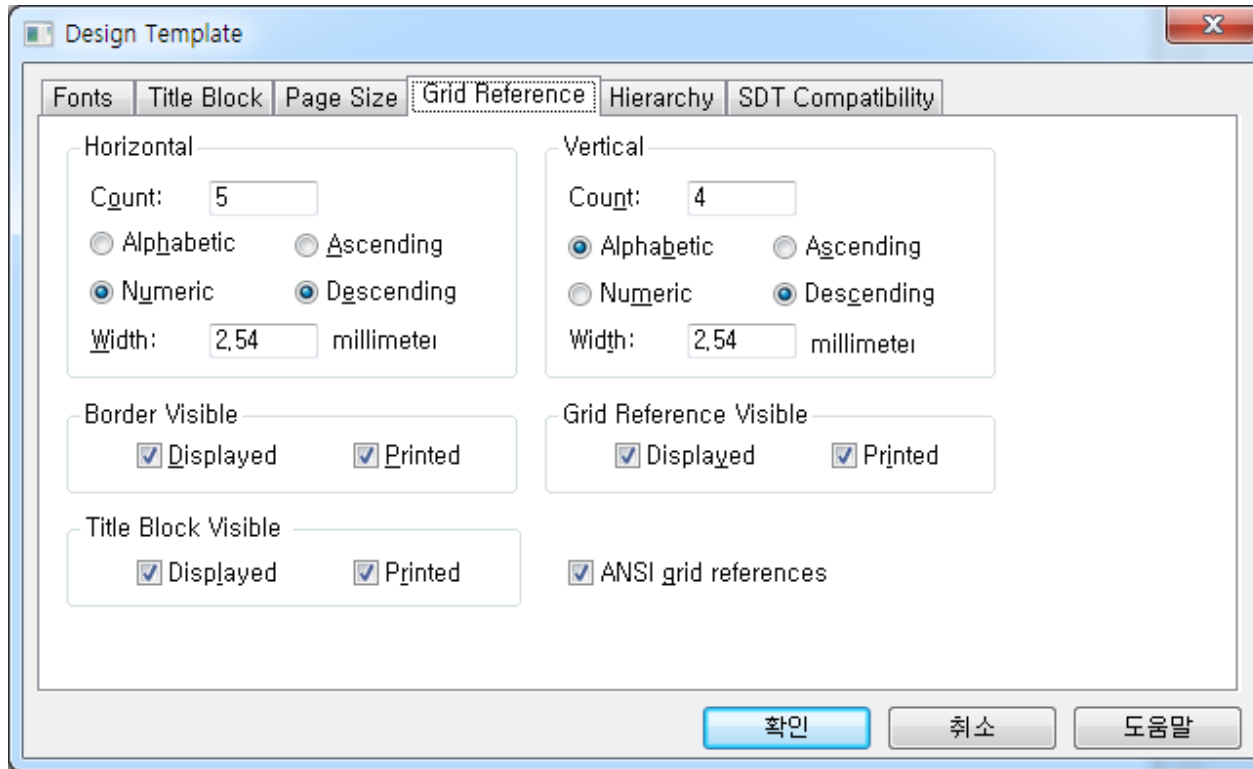 Design Template
Fonts Title Block Page Size Grid Reference Hierarchy SDT Compatibility
Horizontal Vertical
Count: 5 Count: 4
Alphabetic Ascending Alphabetic Ascending
Numeric Descending Numeric Descending
Width: 2.54 millimeter Width: 2.54 millimeter
Border Visible Grid Reference Visible
Displayed Printed Displayed Printed
Title Block Visible
Displayed Printed ANSI grid references
확인 취소 도움말